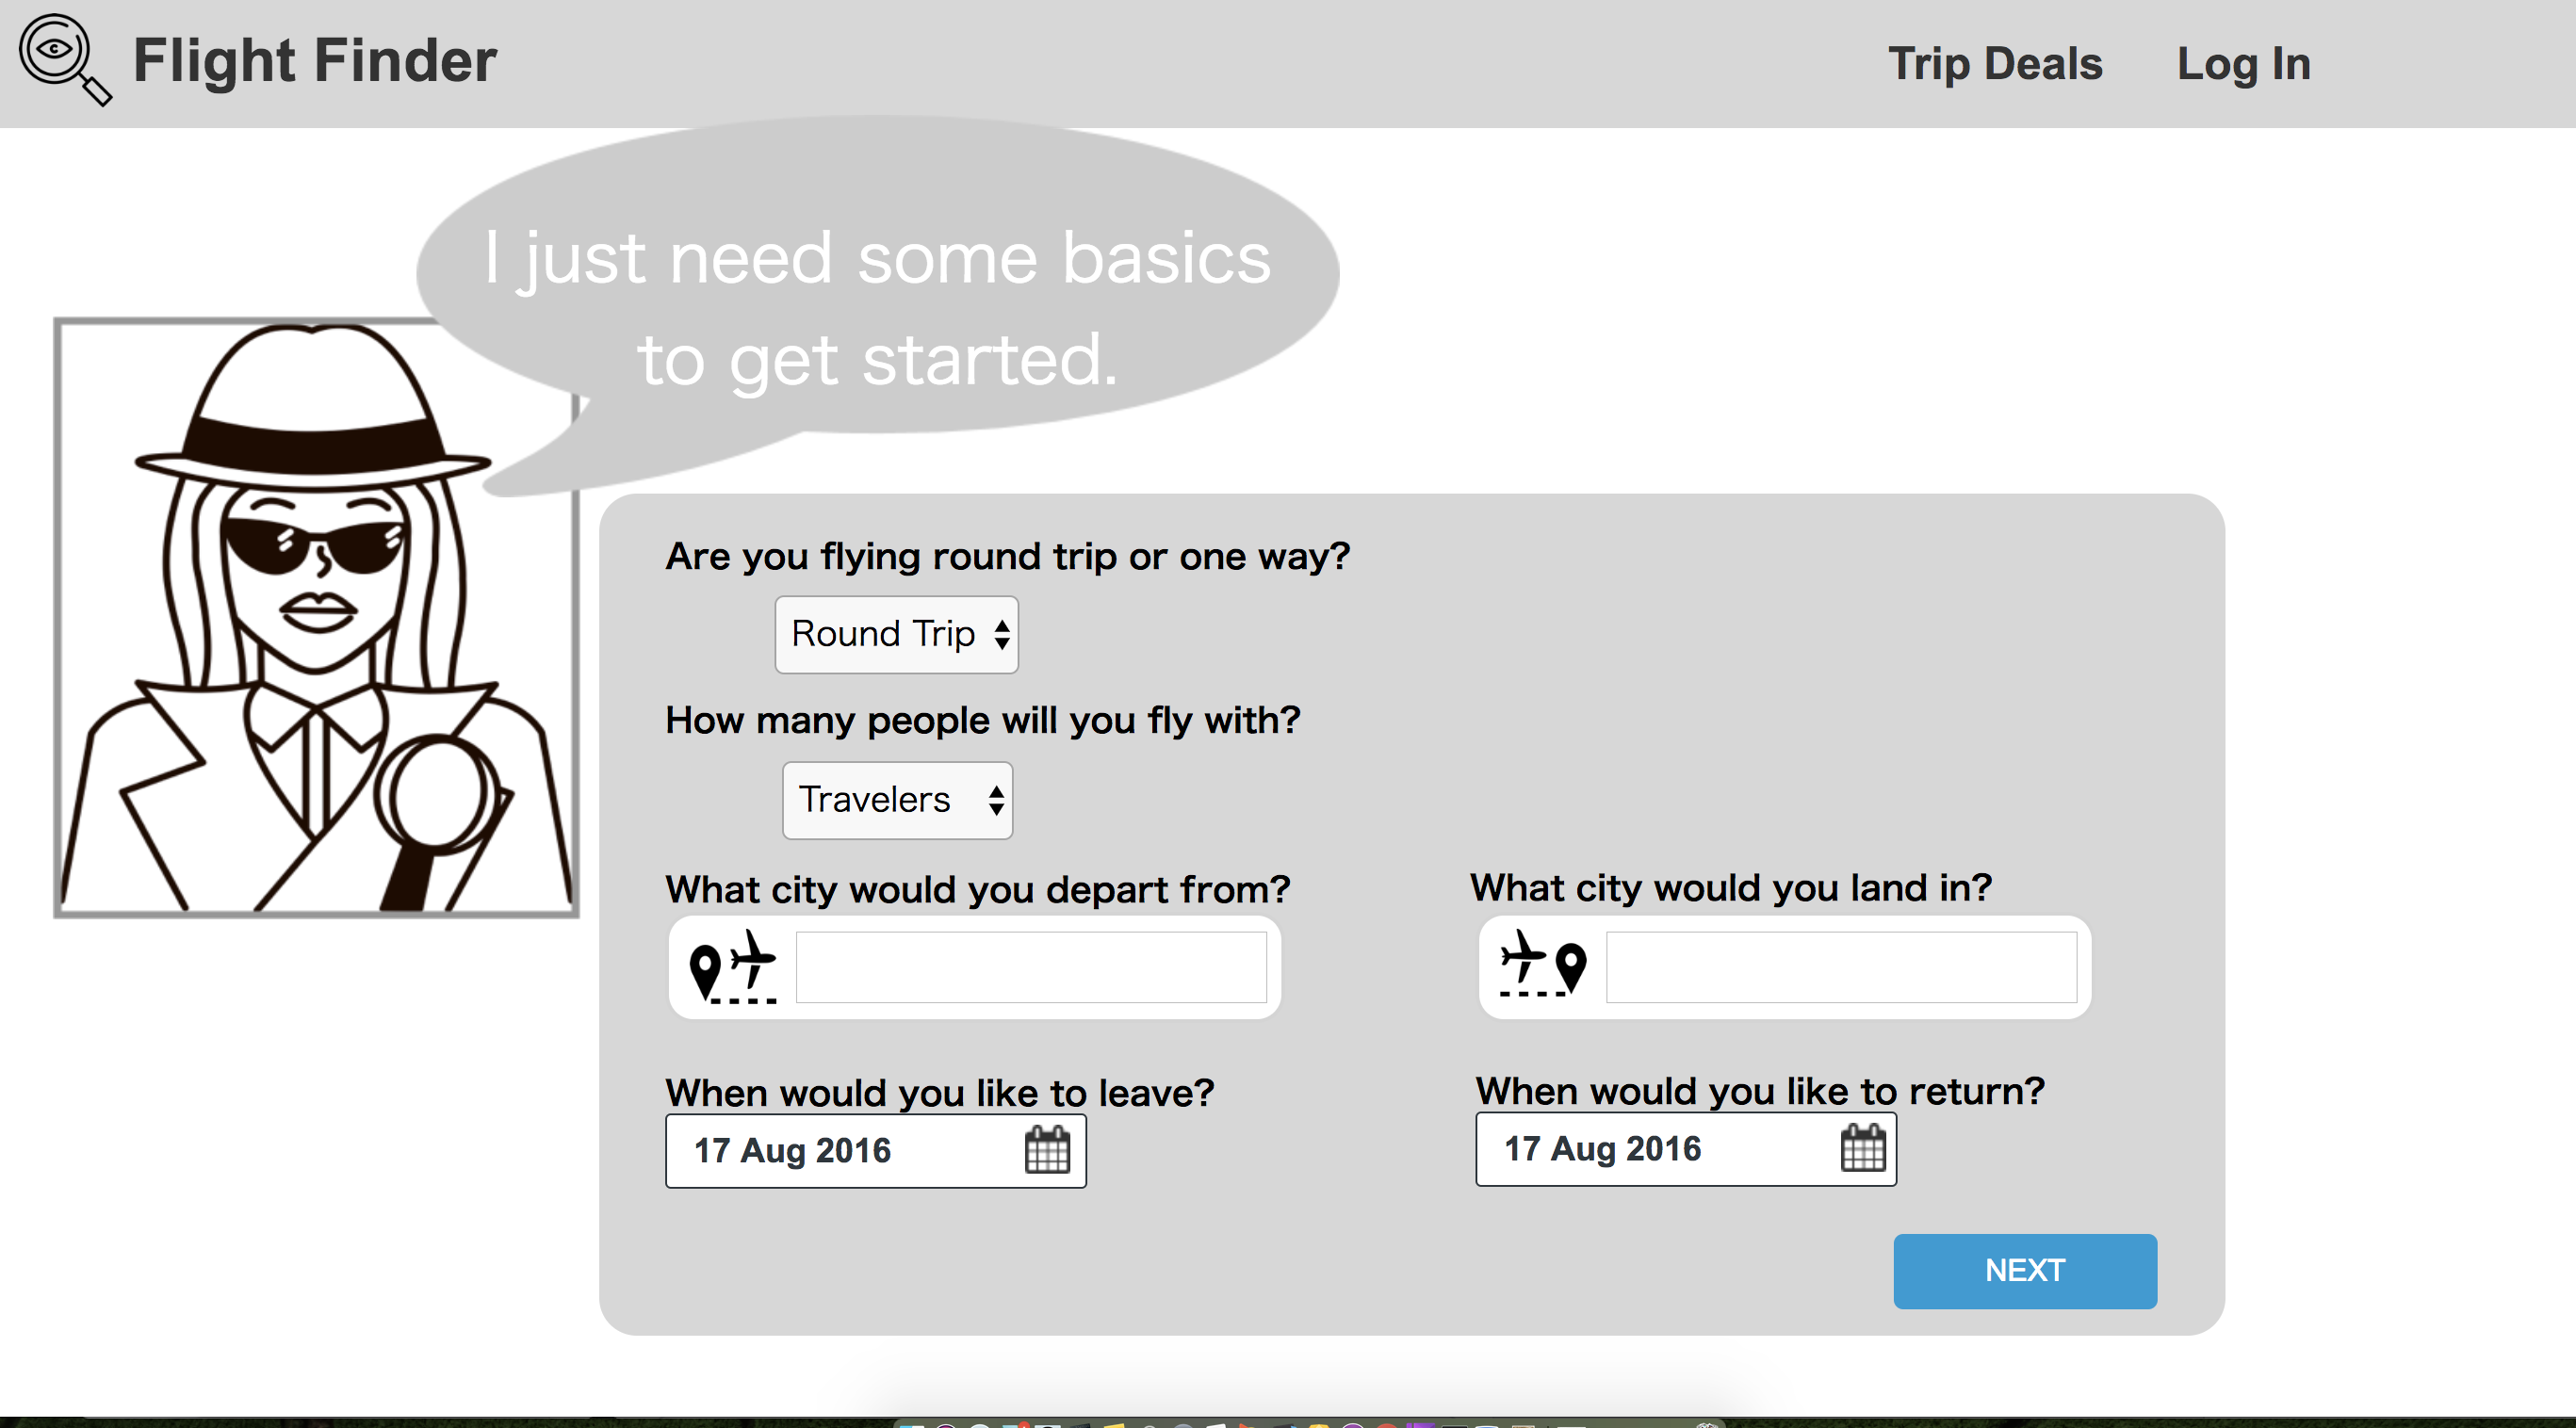 Flight Finder
Trip Deals
Log In
I just need some basics
to get started.
Are you flying round trip or one way?
Round Trip
How many people will you fly with?
Travelers
What city would you depart from?
What city would you land in?
When would you like to leave?
When would you like to return?
17 Aug 2016
17 Aug 2016
NEXT